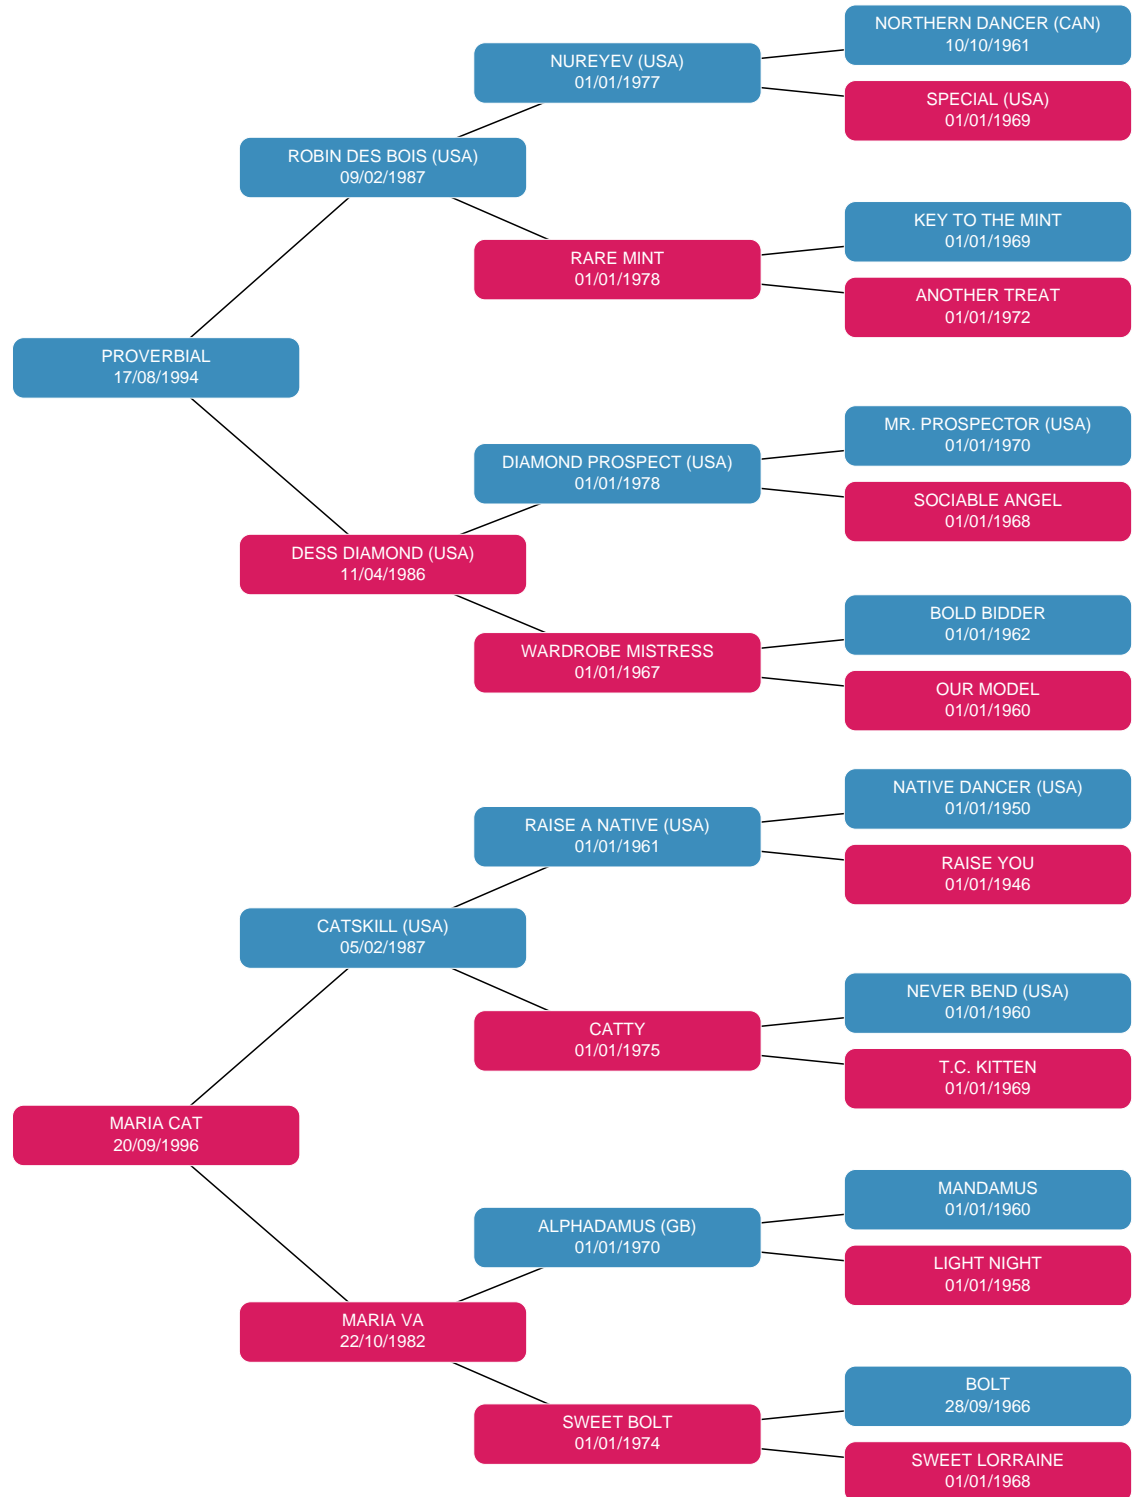 NORTHERN DANCER (CAN)
10/10/1961
NUREYEV (USA)
01/01/1977
SPECIAL (USA)
01/01/1969
ROBIN DES BOIS (USA)
09/02/1987
KEY TO THE MINT
01/01/1969
RARE MINT
01/01/1978
ANOTHER TREAT
01/01/1972
PROVERBIAL
17/08/1994
MR. PROSPECTOR (USA)
01/01/1970
DIAMOND PROSPECT (USA)
01/01/1978
SOCIABLE ANGEL
01/01/1968
DESS DIAMOND (USA)
11/04/1986
BOLD BIDDER
01/01/1962
WARDROBE MISTRESS
01/01/1967
OUR MODEL
01/01/1960
NATIVE DANCER (USA)
01/01/1950
RAISE A NATIVE (USA)
01/01/1961
RAISE YOU
01/01/1946
CATSKILL (USA)
05/02/1987
NEVER BEND (USA)
01/01/1960
CATTY
01/01/1975
T.C. KITTEN
01/01/1969
MARIA CAT
20/09/1996
MANDAMUS
01/01/1960
ALPHADAMUS (GB)
01/01/1970
LIGHT NIGHT
01/01/1958
MARIA VA
22/10/1982
BOLT
28/09/1966
SWEET BOLT
01/01/1974
SWEET LORRAINE
01/01/1968